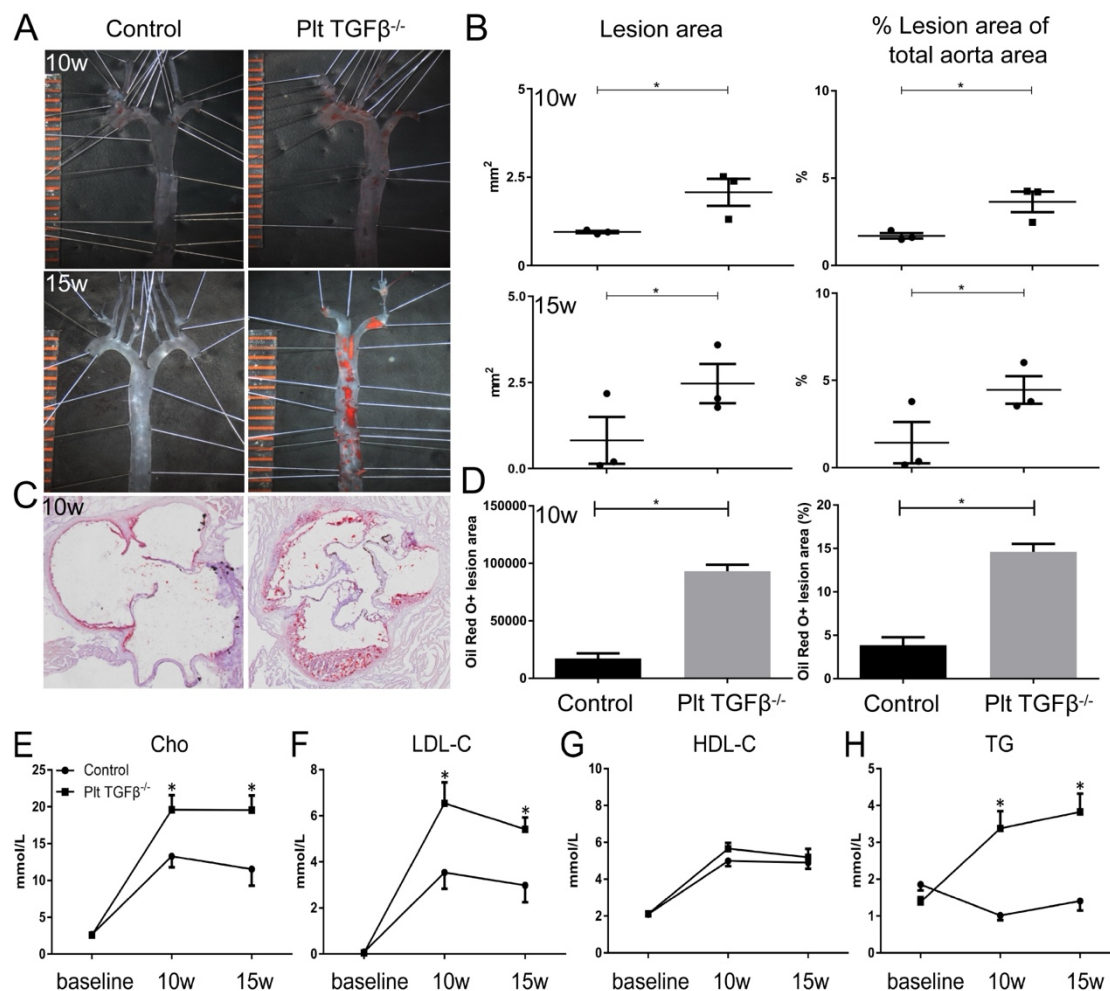 A
Control
Plt TGFβ-/-
10w
15w
B
Lesion area
% Lesion area of
total aorta area
10w
5
2.5
0
mm²
*
10
5
0
%
*
15w
5.0
2.5
0.0
mm²
*
10
5
0
%
*
C
10w
D
10w
150000
100000
50000
0
Oil Red O+ lesion area
*
Control
Plt TGFβ-/-
20
15
10
5
0
Oil Red O+ lesion area (%)
*
Control
Plt TGFβ-/-
E
Cho
Control
Plt TGFβ-/-
25
20
15
10
5
0
mmol/L
*
*
baseline
10w
15w
F
LDL-C
8
6
4
2
0
mmol/L
*
*
baseline
10w
15w
G
HDL-C
10
8
6
4
2
0
mmol/L
baseline
10w
15w
H
TG
5
4
3
2
1
0
mmol/L
*
*
baseline
10w
15w